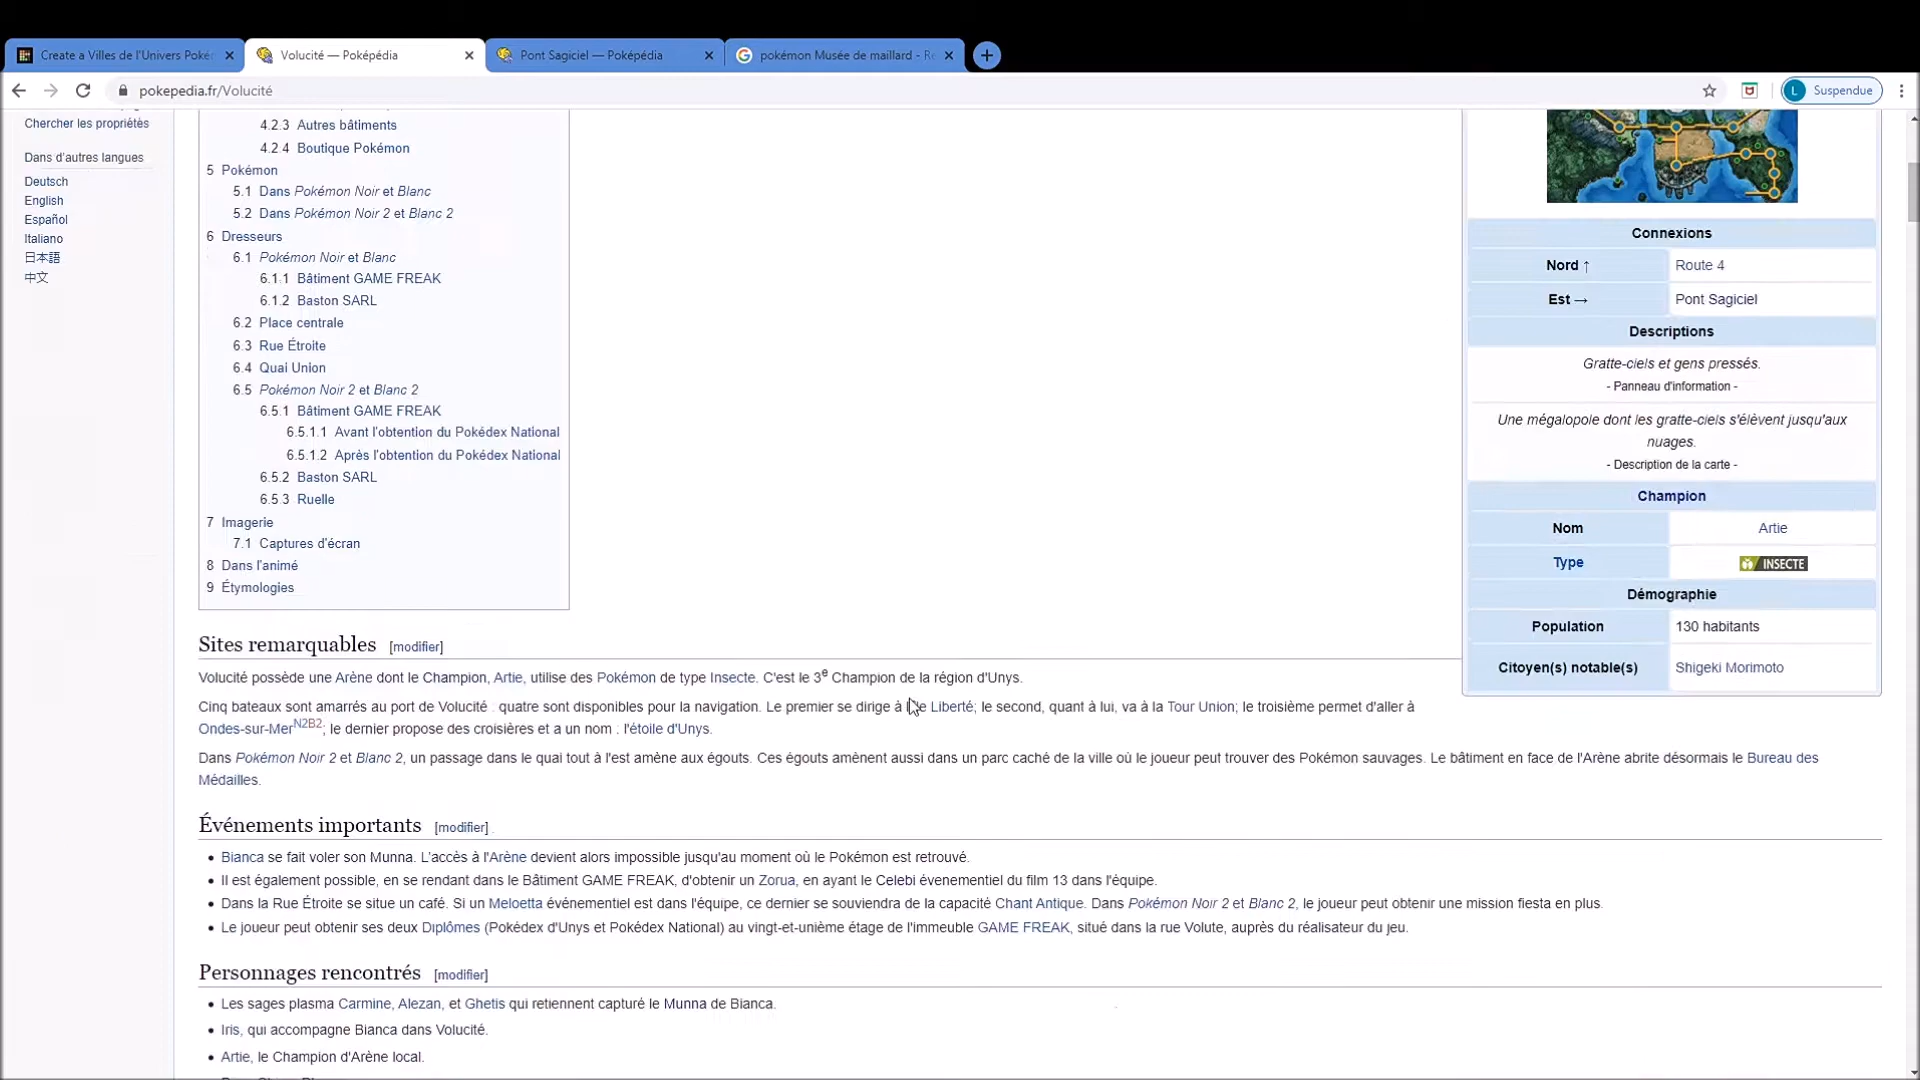 Create a Villes de l'Univers Poké
Volucité — Poképédia
Pont Sagiciel — Poképédia
pokémon Musée de maillard - Re
pokepedia.fr/Volucité
L Suspendue
Chercher les propriétés
Dans d'autres langues
Deutsch
English
Español
Italiano
日本語
中文
4.2.3 Autres bâtiments
4.2.4 Boutique Pokémon
5 Pokémon
5.1 Dans Pokémon Noir et Blanc
5.2 Dans Pokémon Noir 2 et Blanc 2
6 Dresseurs
6.1 Pokémon Noir et Blanc
6.1.1 Bâtiment GAME FREAK
6.1.2 Baston SARL
6.2 Place centrale
6.3 Rue Étroite
6.4 Quai Union
6.5 Pokémon Noir 2 et Blanc 2
6.5.1 Bâtiment GAME FREAK
6.5.1.1 Avant l'obtention du Pokédex National
6.5.1.2 Après l'obtention du Pokédex National
6.5.2 Baston SARL
6.5.3 Ruelle
7 Imagerie
7.1 Captures d'écran
8 Dans l'animé
9 Étymologies
Connexions
Nord ↑ Route 4
Est → Pont Sagiciel
Descriptions
Gratte-ciels et gens pressés.
- Panneau d'information -
Une mégalopole dont les gratte-ciels s'élèvent jusqu'aux
nuages.
- Description de la carte -
Champion
Nom Artie
Type INSECTE
Démographie
Population 130 habitants
Citoyen(s) notable(s) Shigeki Morimoto
Sites remarquables [modifier]
Volucité possède une Arène dont le Champion, Artie, utilise des Pokémon de type Insecte. C'est le 3e Champion de la région d'Unys.
Cinq bateaux sont amarrés au port de Volucité : quatre sont disponibles pour la navigation. Le premier se dirige à Liberté; le second, quant à lui, va à la Tour Union; le troisième permet d'aller à
Ondes-sur-MerN2B2; le dernier propose des croisières et a un nom : l'étoile d'Unys.
Dans Pokémon Noir 2 et Blanc 2, un passage dans le quai tout à l'est amène aux égouts. Ces égouts amènent aussi dans un parc caché de la ville où le joueur peut trouver des Pokémon sauvages. Le bâtiment en face de l'Arène abrite désormais le Bureau des
Médailles.
Événements importants [modifier]
• Bianca se fait voler son Munna. L'accès à l'Arène devient alors impossible jusqu'au moment où le Pokémon est retrouvé.
• Il est également possible, en se rendant dans le Bâtiment GAME FREAK, d'obtenir un Zorua, en ayant le Celebi évenementiel du film 13 dans l'équipe.
• Dans la Rue Étroite se situe un café. Si un Meloetta événementiel est dans l'équipe, ce dernier se souviendra de la capacité Chant Antique. Dans Pokémon Noir 2 et Blanc 2, le joueur peut obtenir une mission fiesta en plus.
• Le joueur peut obtenir ses deux Diplômes (Pokédex d'Unys et Pokédex National) au vingt-et-unième étage de l'immeuble GAME FREAK, situé dans la rue Volute, auprès du réalisateur du jeu.
Personnages rencontrés [modifier]
• Les sages plasma Carmine, Alezan, et Ghetis qui retiennent capturé le Munna de Bianca.
• Iris, qui accompagne Bianca dans Volucité.
• Artie, le Champion d'Arène local.